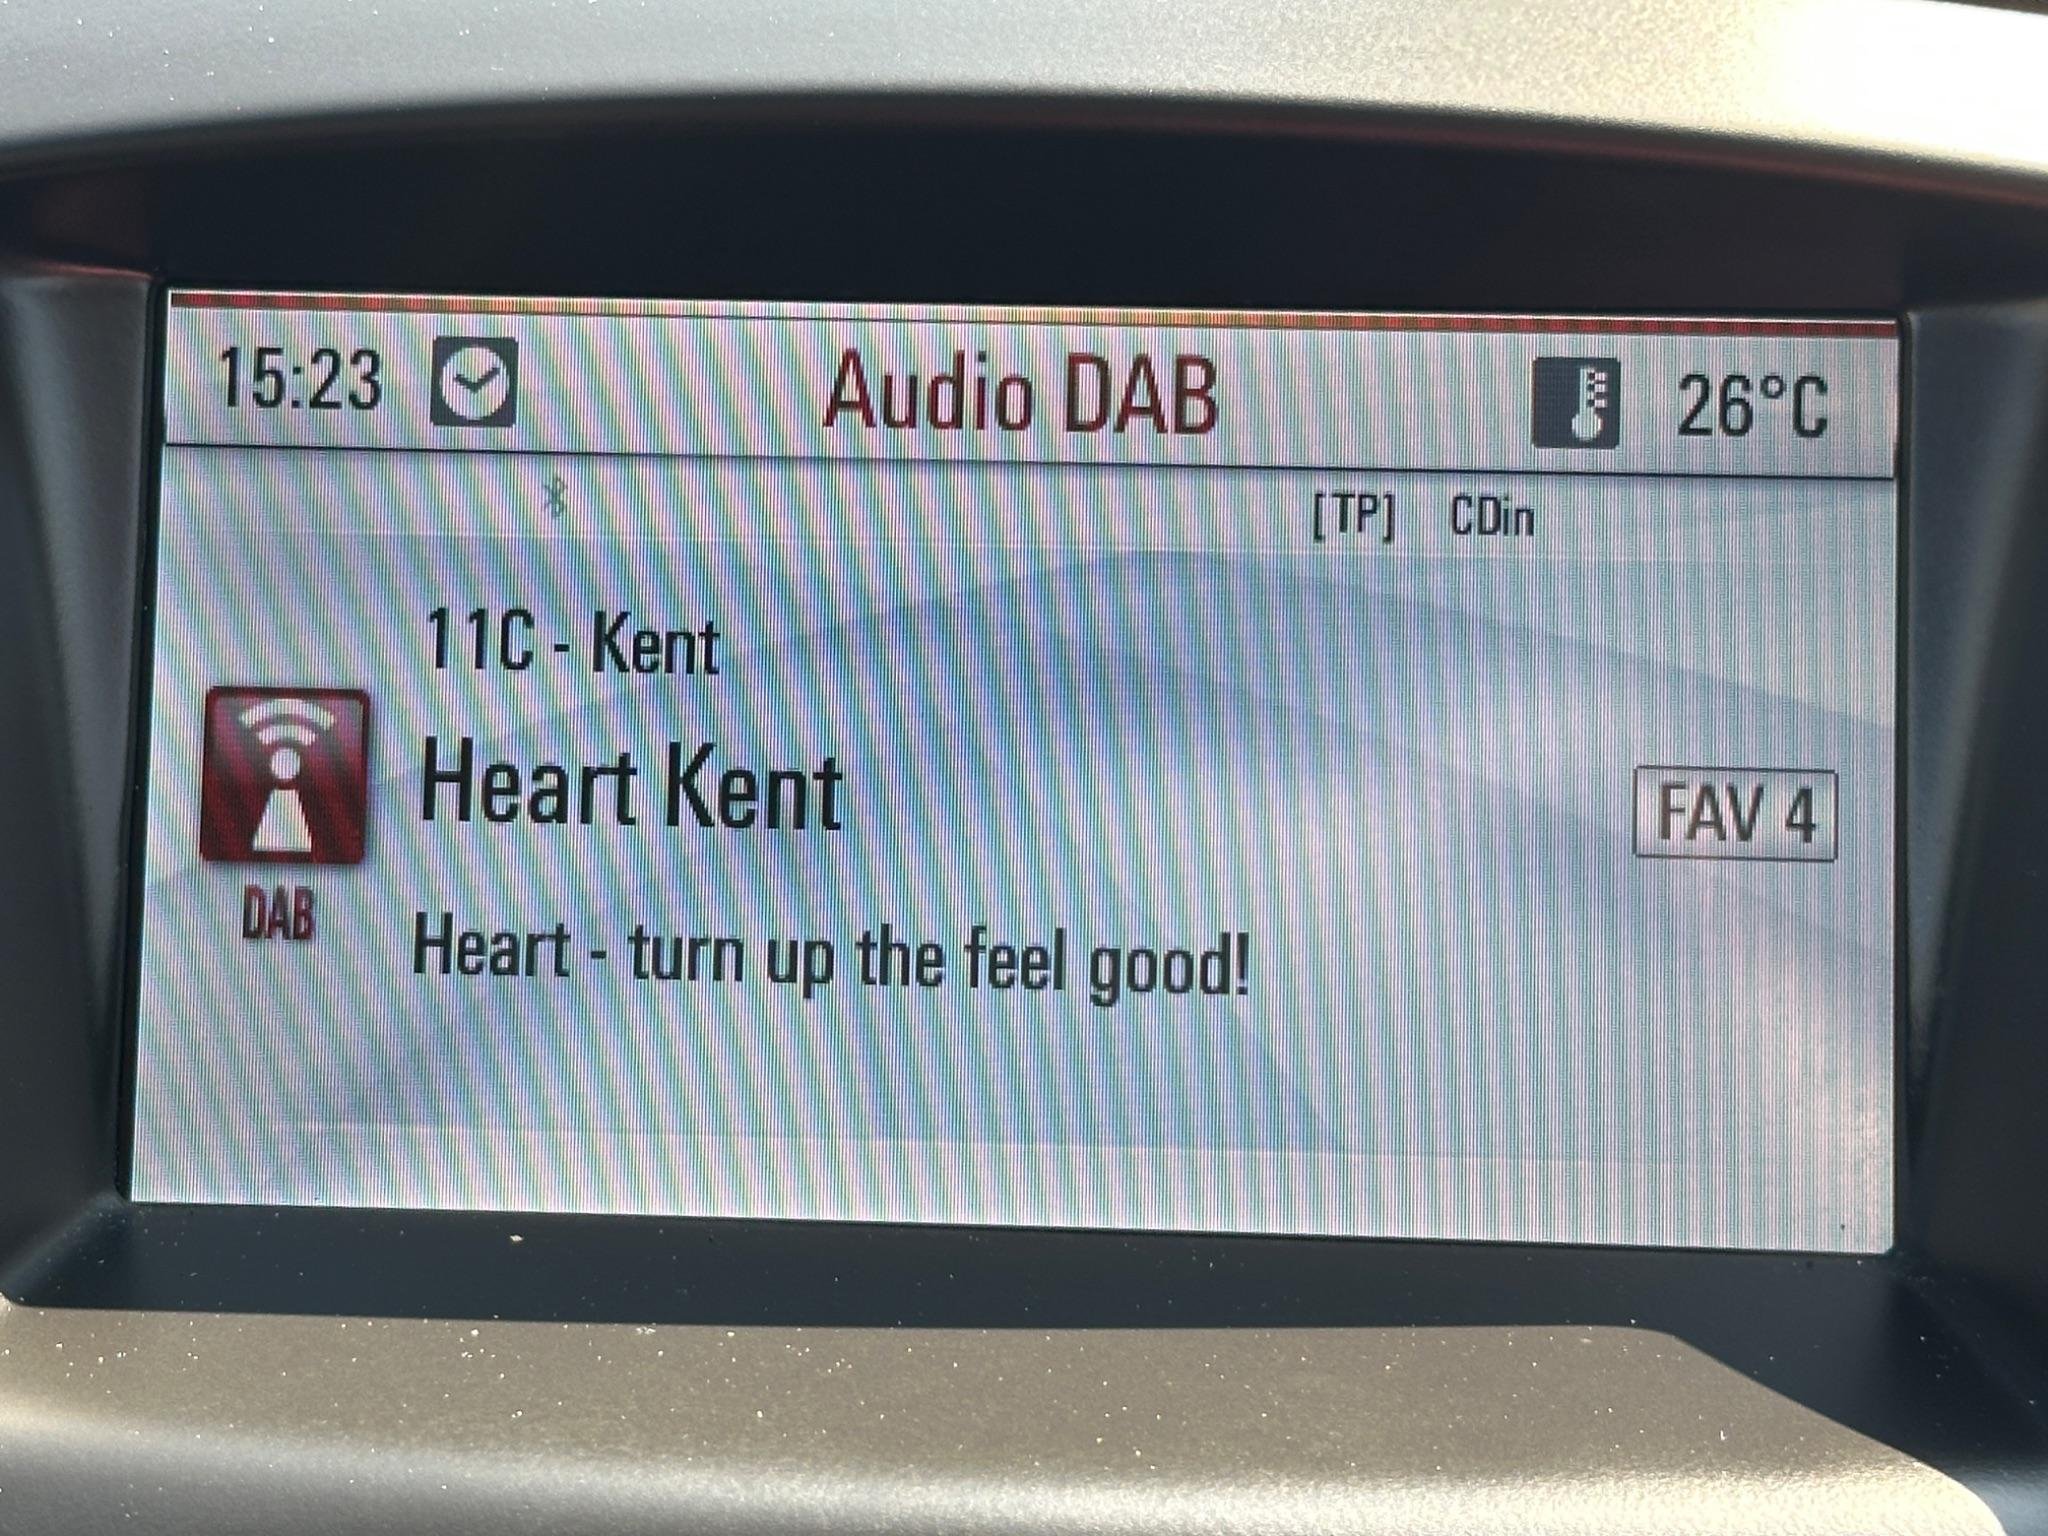 15:23 Audio DAB 26°C
[TP] CDin
11C - Kent
Heart Kent
FAV 4
DAB
Heart - turn up the feel good!